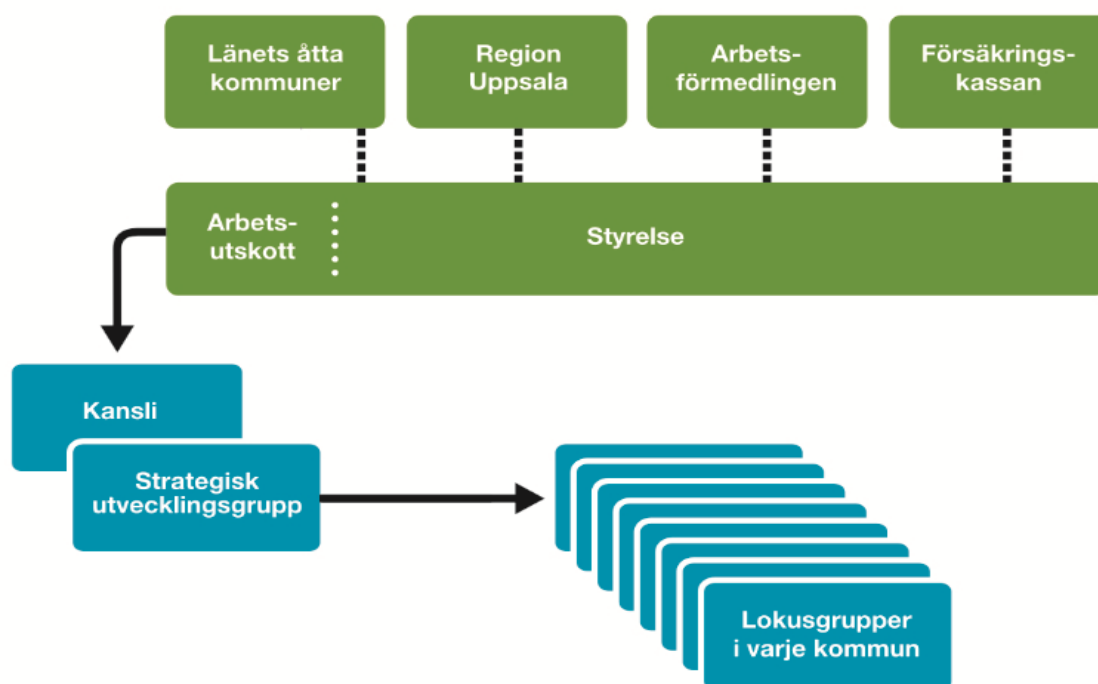 Länets åtta
kommuner
Region
Uppsala
Arbets-
förmedlingen
Försäkrings-
kassan
Arbets-
utskott
Styrelse
Kansli
Strategisk
utvecklingsgrupp
Lokusgrupper
i varje kommun